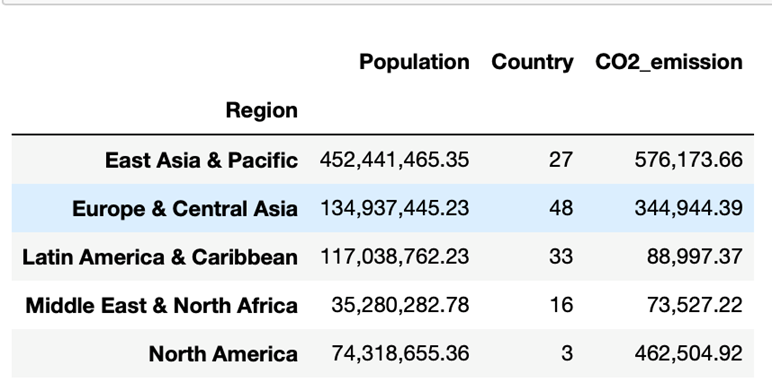 Population Country CO2_emission
Region
East Asia & Pacific 452,441,465.35 27 576,173.66
Europe & Central Asia 134,937,445.23 48 344,944.39
Latin America & Caribbean 117,038,762.23 33 88,997.37
Middle East & North Africa 35,280,282.78 16 73,527.22
North America 74,318,655.36 3 462,504.92